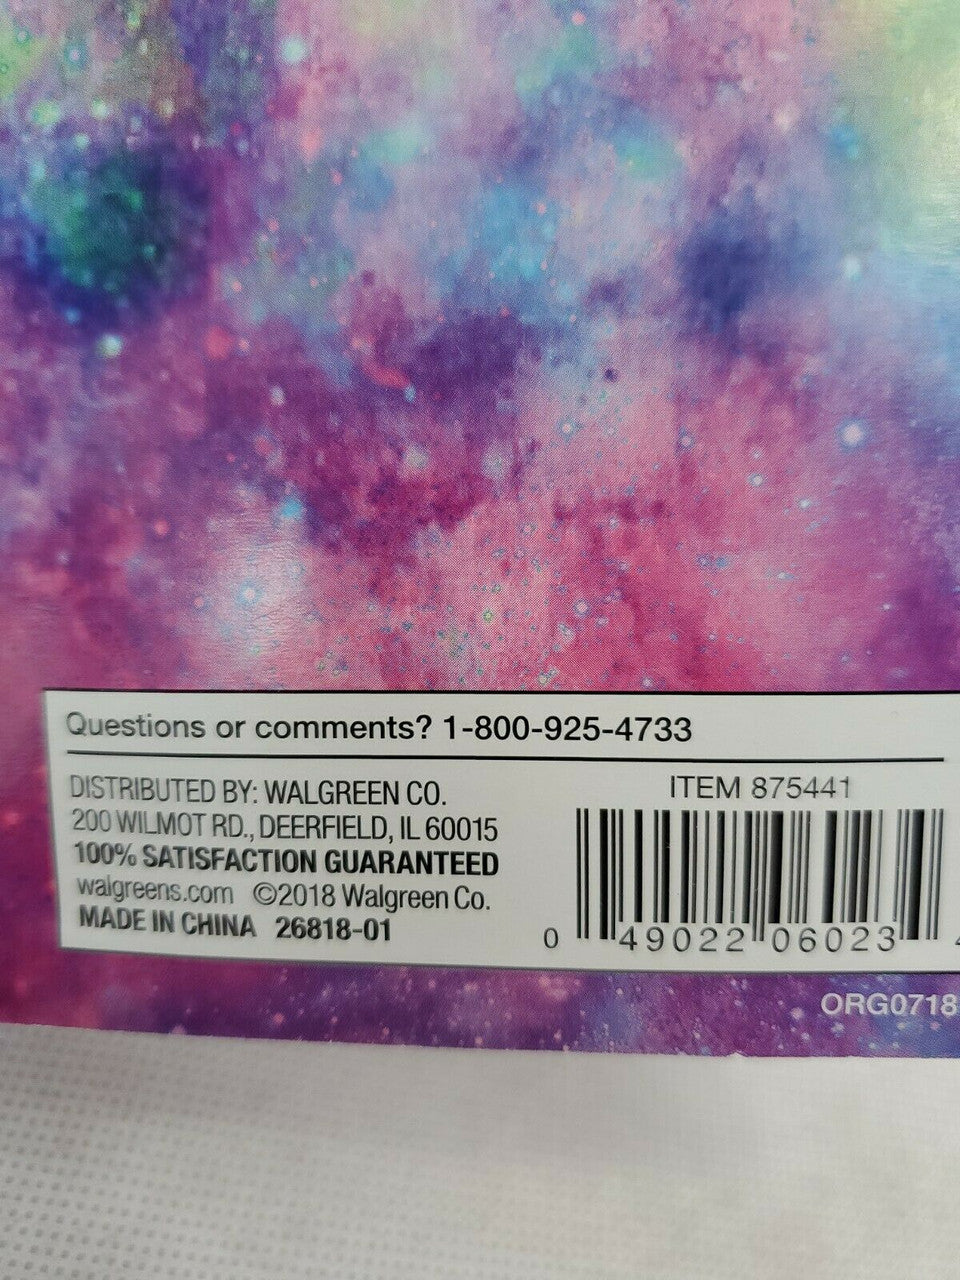 Questions or comments? 1-800-925-4733
DISTRIBUTED BY: WALGREEN CO.
200 WILMOT RD., DEERFIELD, IL 60015
100% SATISFACTION GUARANTEED
walgreens.com ©2018 Walgreen Co.
MADE IN CHINA 26818-01
ITEM 875441
0 49022 06023 4
ORG0718